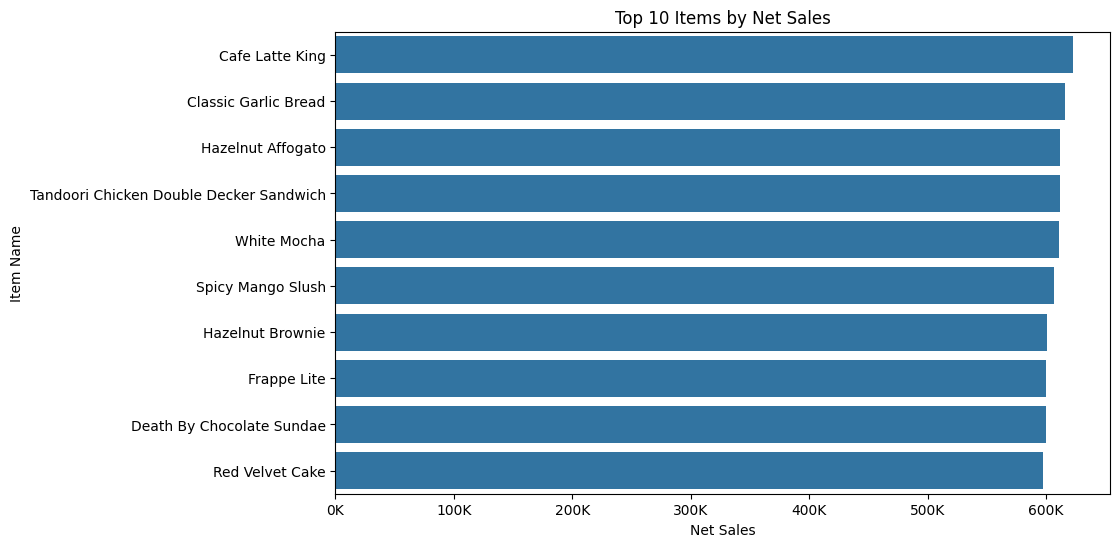 Top 10 Items by Net Sales
Item Name
Cafe Latte King
Classic Garlic Bread
Hazelnut Affogato
Tandoori Chicken Double Decker Sandwich
White Mocha
Spicy Mango Slush
Hazelnut Brownie
Frappe Lite
Death By Chocolate Sundae
Red Velvet Cake
0K 100K 200K 300K 400K 500K 600K
Net Sales